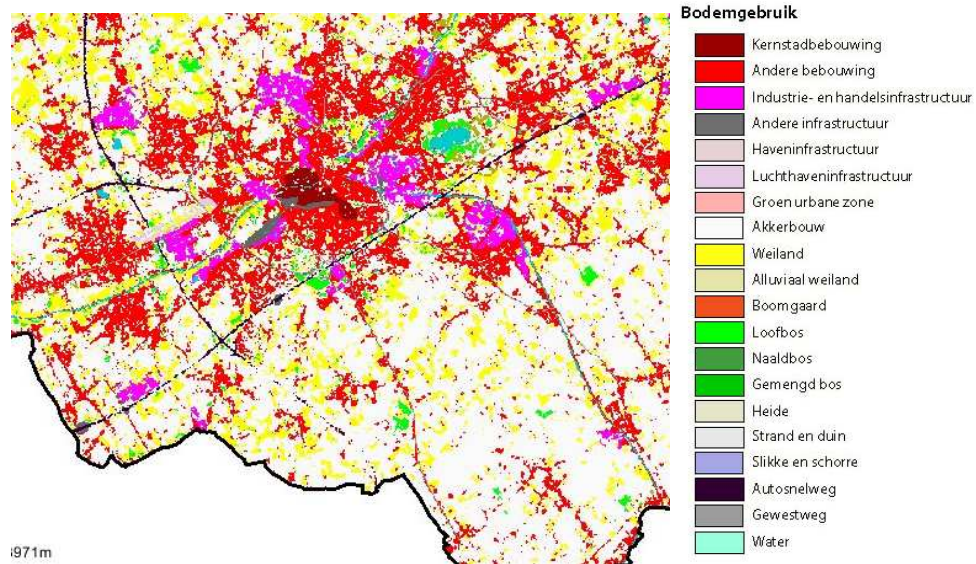 Bodemgebruik
Kernstadbebouwing
Andere bebouwing
Industrie- en handelsinfrastructuur
Andere infrastructuur
Haveninfrastructuur
Luchthaveninfrastructuur
Groen urbane zone
Akkerbouw
Weiland
Alluviaal weiland
Boomgaard
Loofbos
Naaldbos
Gemengd bos
Heide
Strand en duin
Slikke en schorre
Autosnelweg
Gewestweg
Water